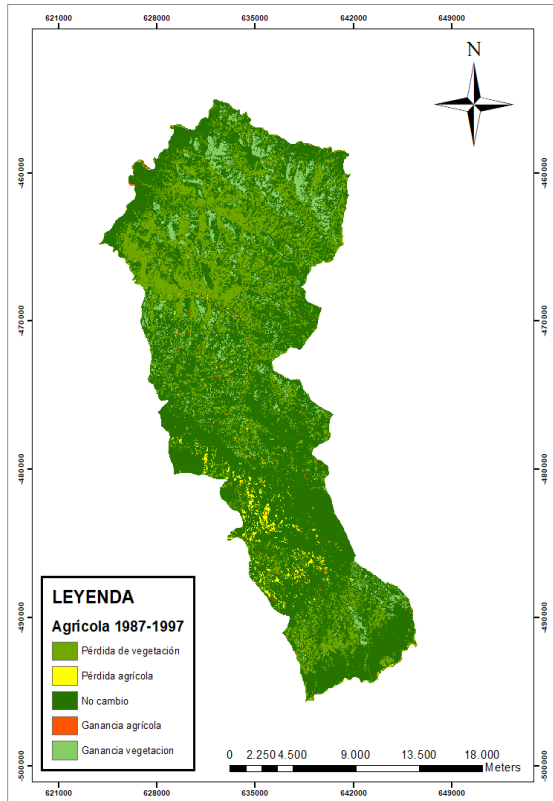 621000 628000 635000 642000 649000
N
-460000 -460000
-470000 -470000
-480000 -480000
-490000 -490000
-500000 -500000
LEYENDA
Agrícola 1987-1997
Pérdida de vegetación
Pérdida agrícola
No cambio
Ganancia agrícola
Ganancia vegetacion
0 2.250 4.500 9.000 13.500 18.000
Meters
621000 628000 635000 642000 649000